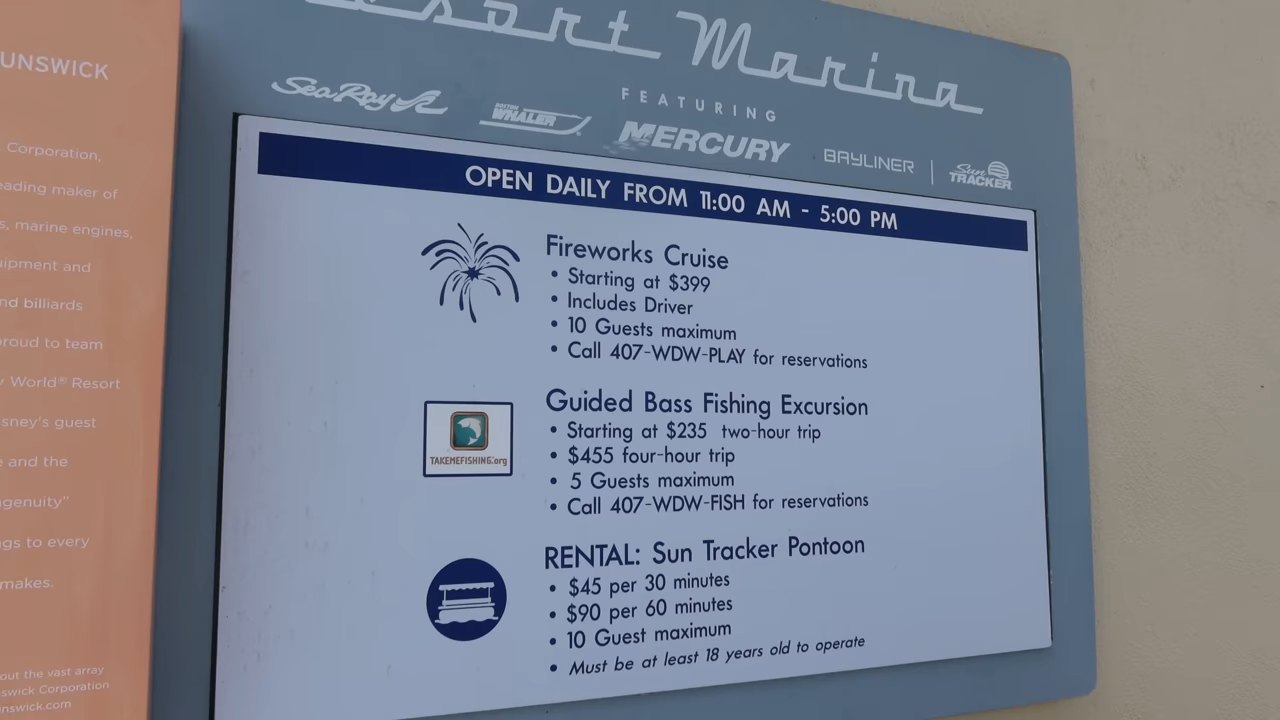 UNSWICK
Corporation,
eading maker of
s, marine engines,
uipment and
nd billiards
proud to team
y World® Resort
isney's guest
e and the
genuity"
ngs to every
makes.
out the vast array
swick Corporation
nswick.com
esort Marina
FEATURING
Sea Ray
BOSTON WHALER
MERCURY
BAYLINER
Sun TRACKER
OPEN DAILY FROM 11:00 AM - 5:00 PM
Fireworks Cruise
• Starting at $399
• Includes Driver
• 10 Guests maximum
• Call 407-WDW-PLAY for reservations
TAKEMEFISHING.org
Guided Bass Fishing Excursion
• Starting at $235 two-hour trip
• $455 four-hour trip
• 5 Guests maximum
• Call 407-WDW-FISH for reservations
RENTAL: Sun Tracker Pontoon
• $45 per 30 minutes
• $90 per 60 minutes
• 10 Guest maximum
• Must be at least 18 years old to operate